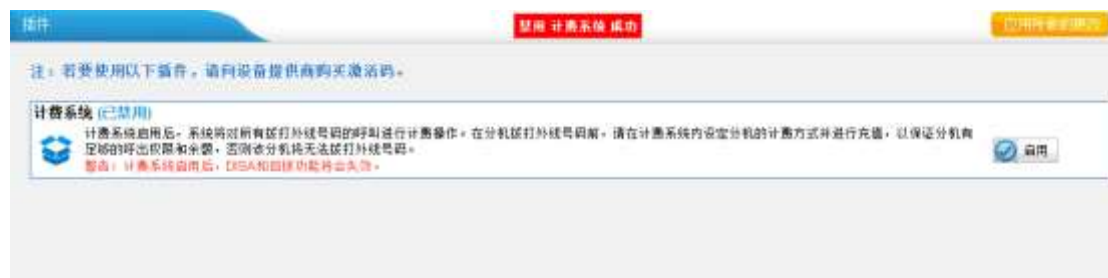 插件
禁用 计费系统 成功
应用所有的更改
注：若要使用以下插件，请向设备提供商购买激活码。
计费系统 (已禁用)
计费系统启用后，系统将对所有拨打外线号码的呼叫进行计费操作。在分机拨打外线号码前，请在计费系统内设定分机的计费方式并进行充值，以保证分机有
足够的呼出权限和余额，否则该分机将无法拨打外线号码。
警告：计费系统启用后，DISA和回拨功能将会失效。
启用